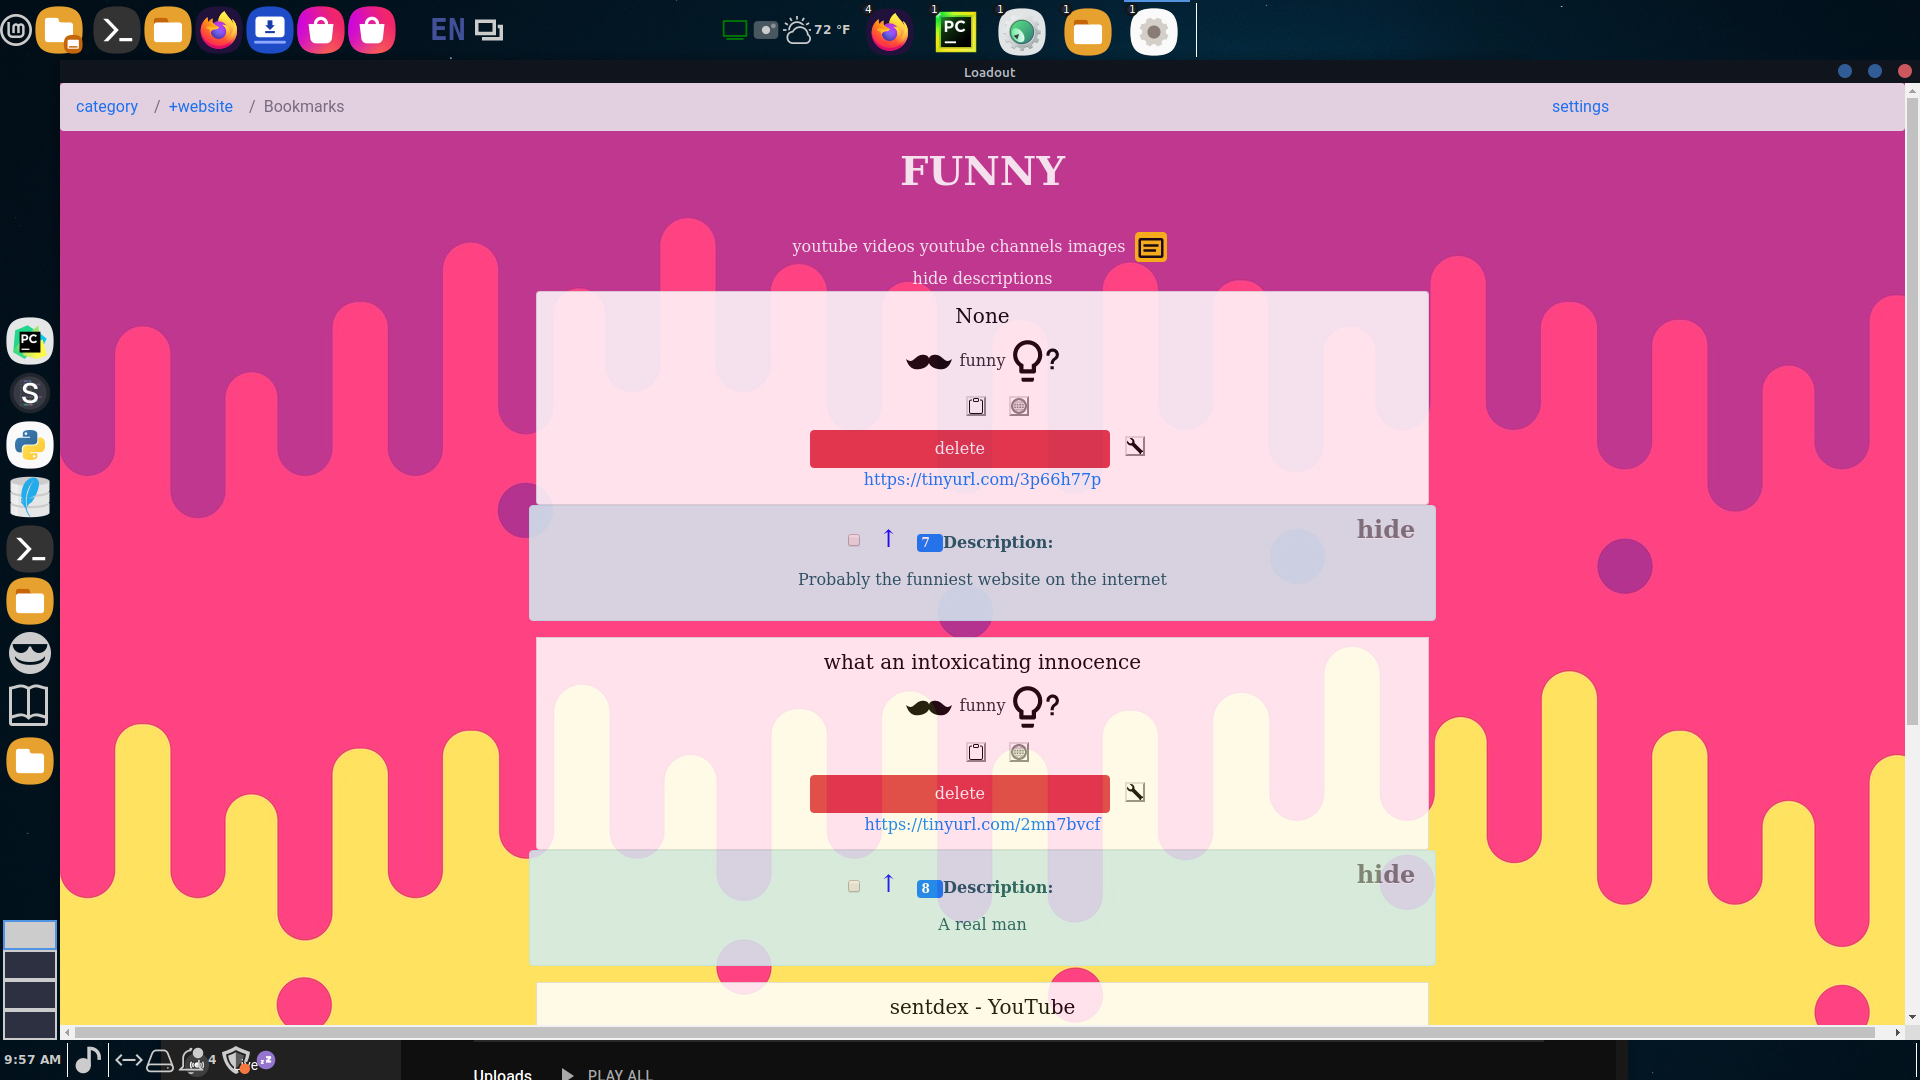 EN
72 °F
4
1
PC
1
1
1
Loadout
category / +website / Bookmarks
settings
FUNNY
youtube videos youtube channels images
hide descriptions
None
funny ?
delete
https://tinyurl.com/3p66h77p
hide
↑ 7 Description:
Probably the funniest website on the internet
what an intoxicating innocence
funny ?
delete
https://tinyurl.com/2mn7bvcf
hide
↑ 8 Description:
A real man
sentdex - YouTube
PC
S
9:57 AM
4
Uploads
PLAY ALL